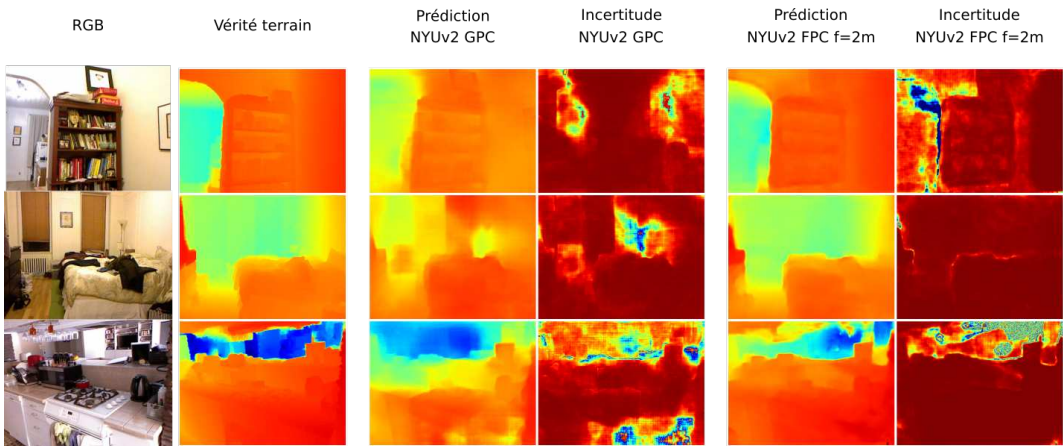 RGB
Vérité terrain
Prédiction
NYUv2 GPC
Incertitude
NYUv2 GPC
Prédiction
NYUv2 FPC f=2m
Incertitude
NYUv2 FPC f=2m